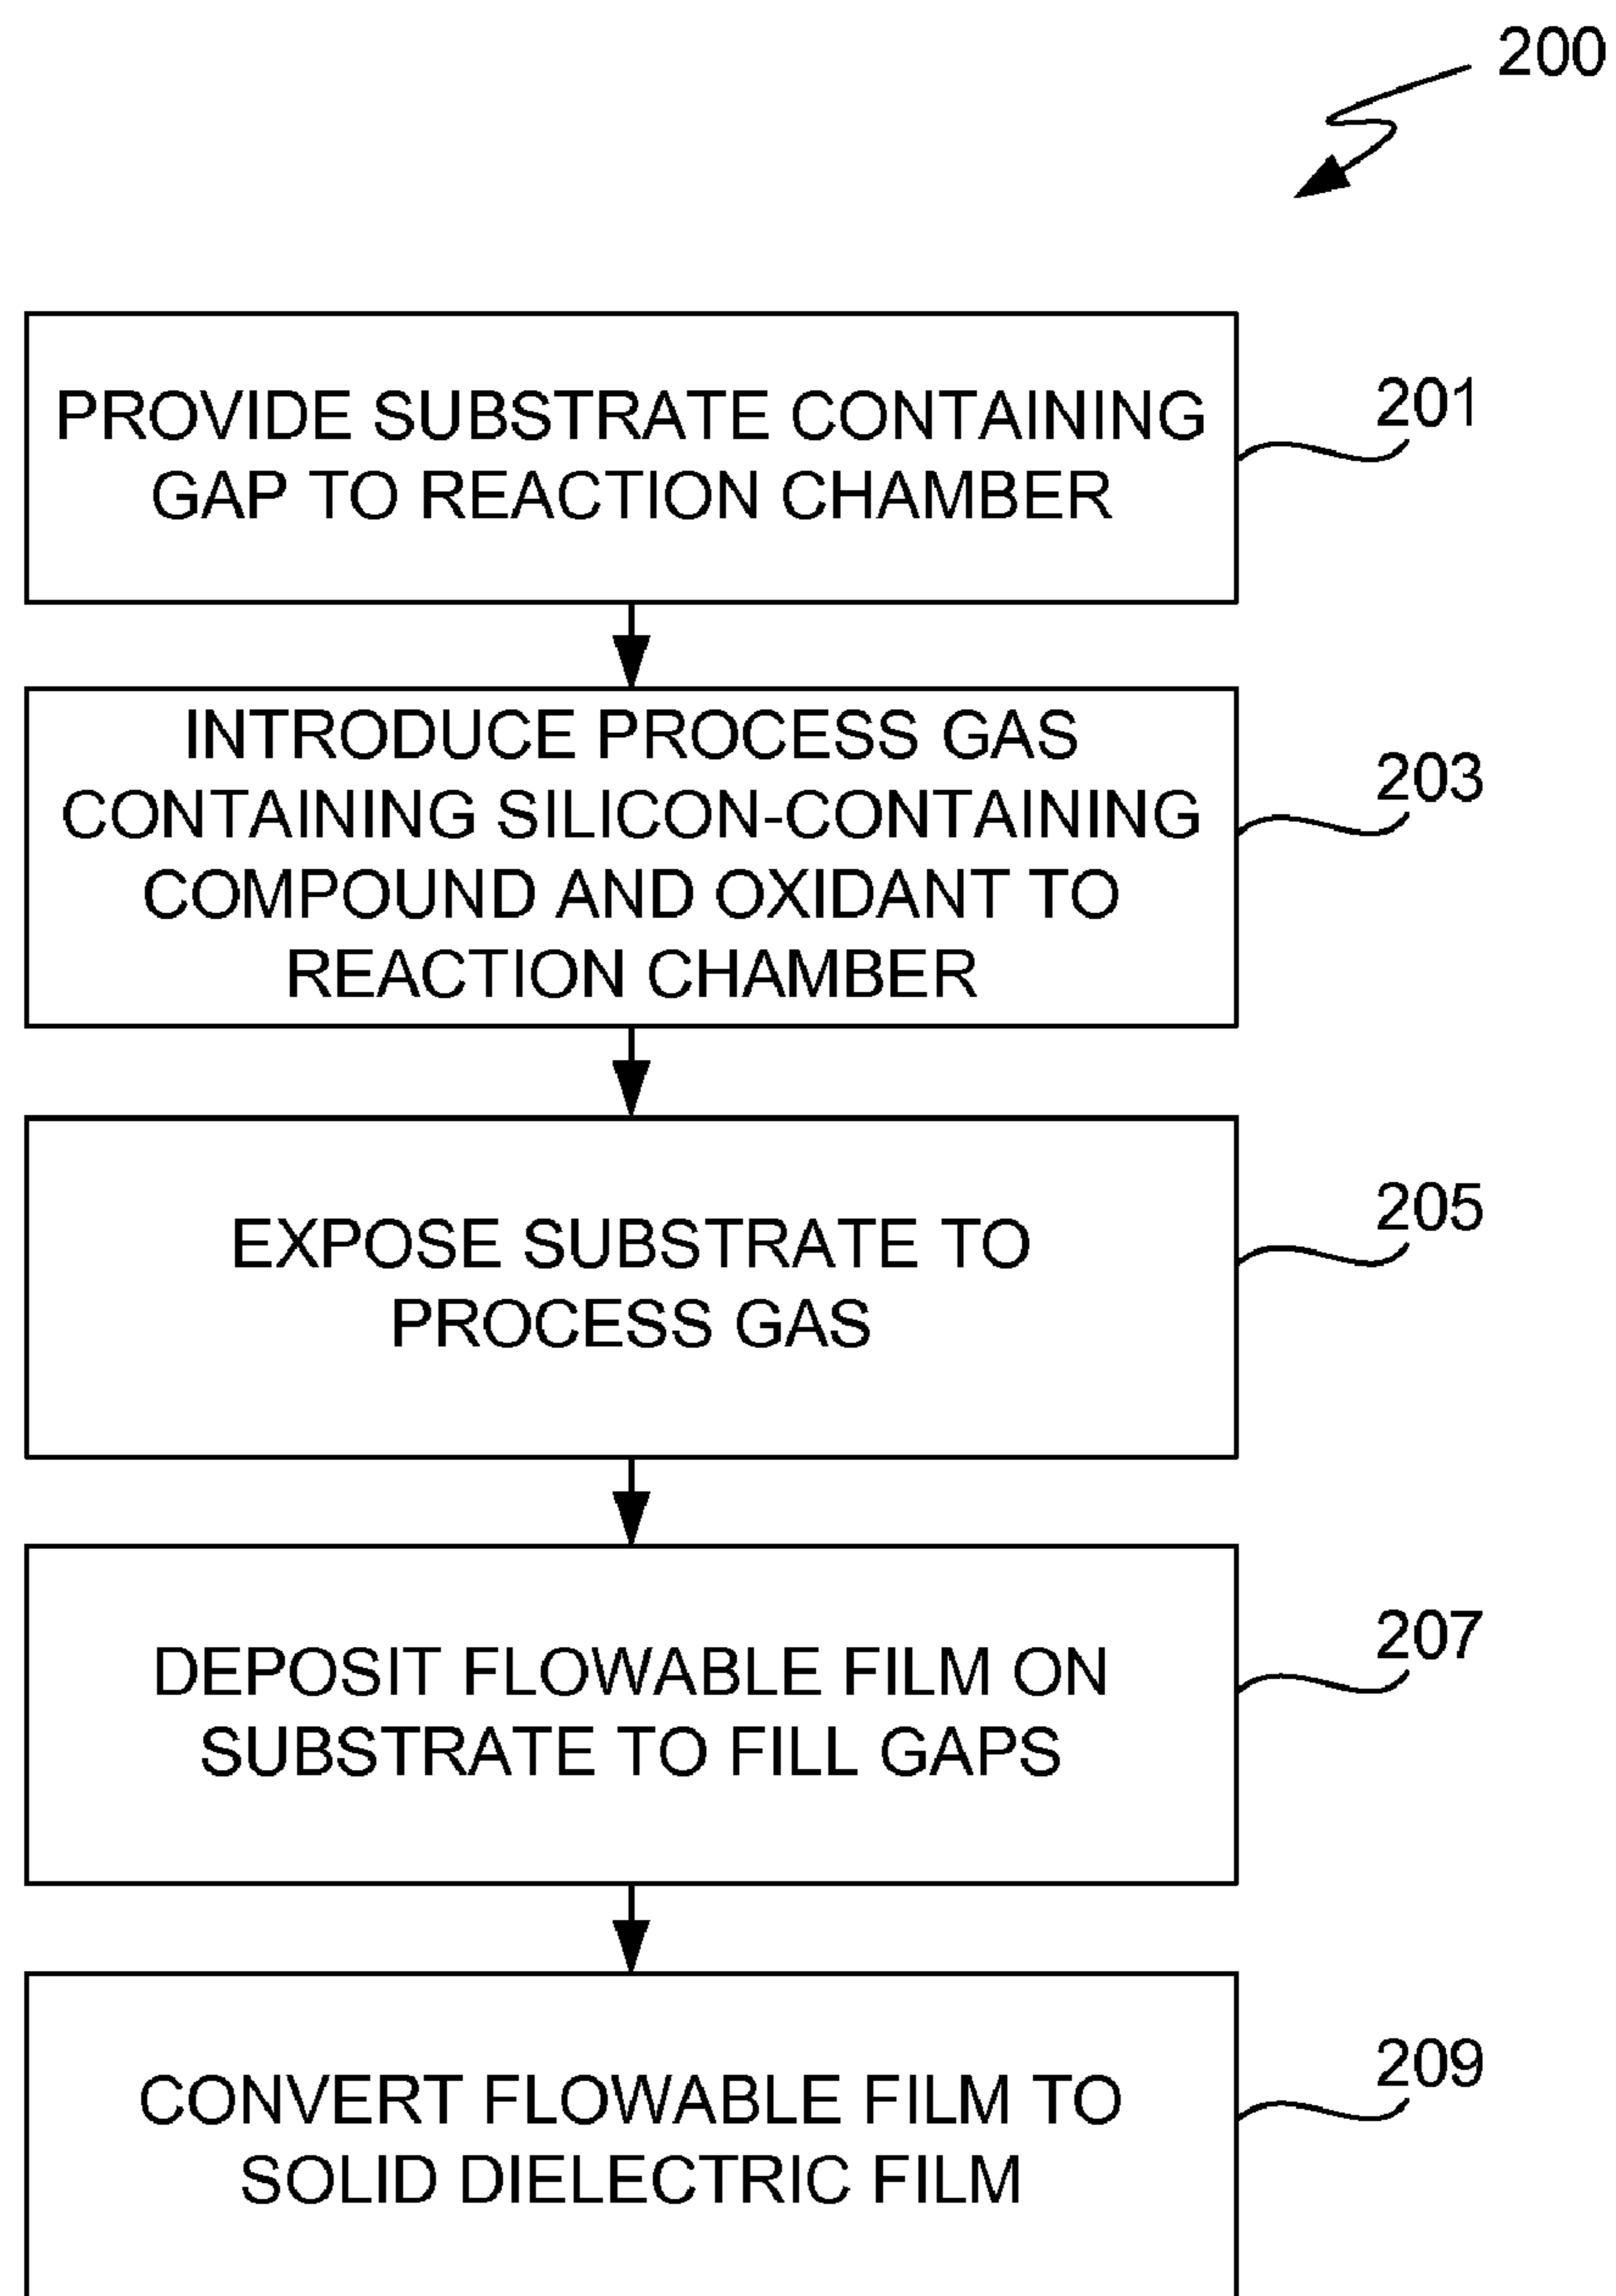 200
PROVIDE SUBSTRATE CONTAINING
GAP TO REACTION CHAMBER
201
INTRODUCE PROCESS GAS
CONTAINING SILICON-CONTAINING
COMPOUND AND OXIDANT TO
REACTION CHAMBER
203
EXPOSE SUBSTRATE TO
PROCESS GAS
205
DEPOSIT FLOWABLE FILM ON
SUBSTRATE TO FILL GAPS
207
CONVERT FLOWABLE FILM TO
SOLID DIELECTRIC FILM
209